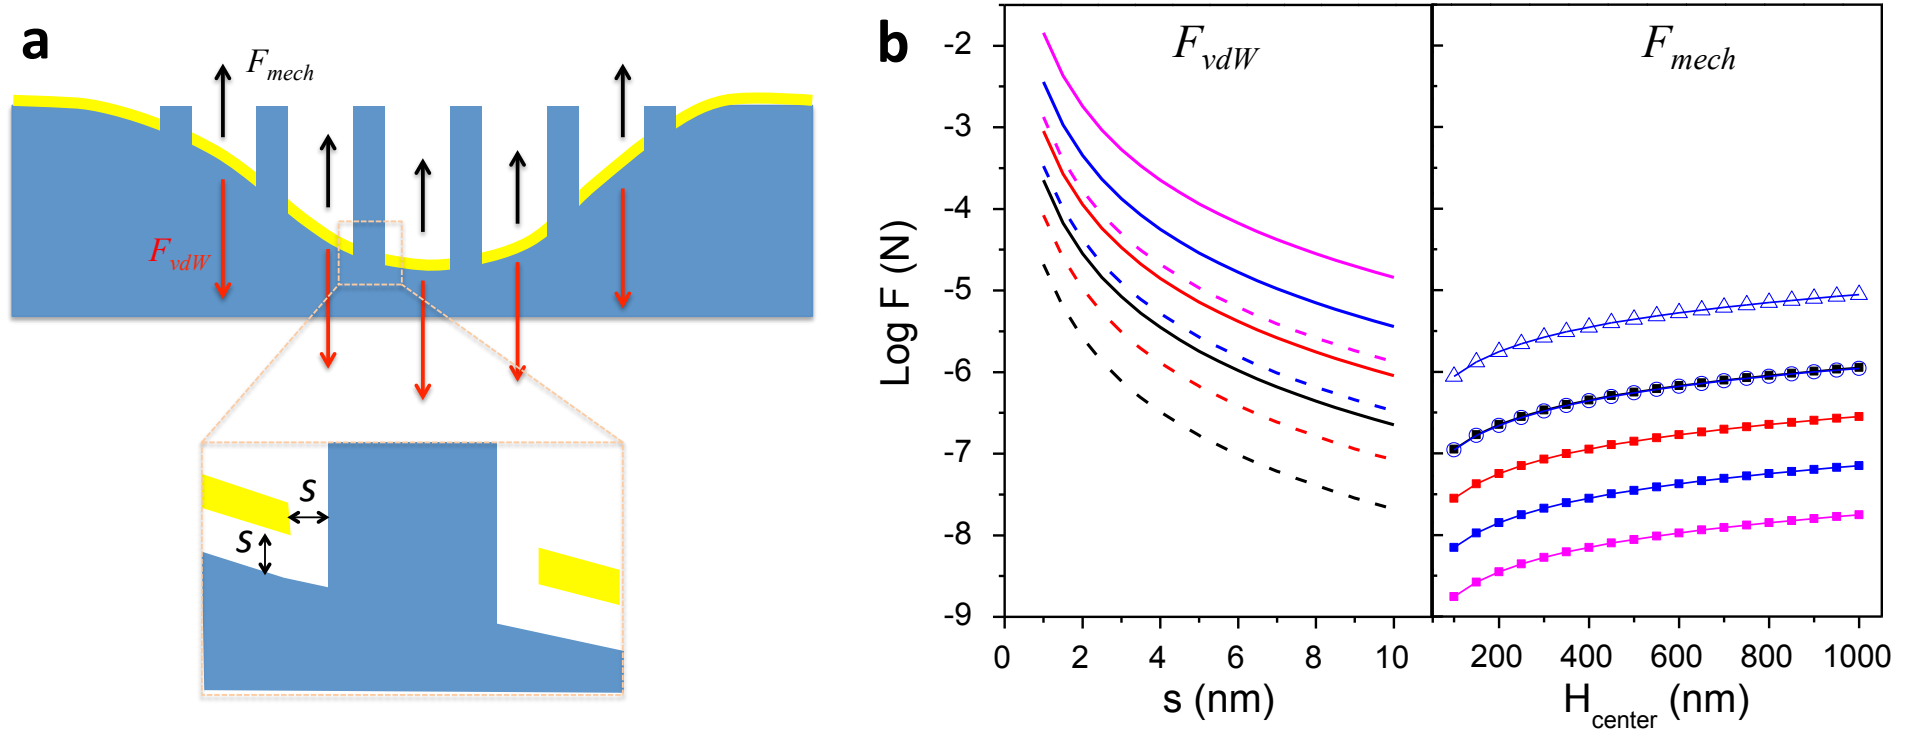 a
F_mech
F_vdW
S
S
b
F_vdW
F_mech
Log F (N)
-2
-3
-4
-5
-6
-7
-8
-9
0 2 4 6 8 10
200 400 600 800 1000
s (nm)
H_center (nm)